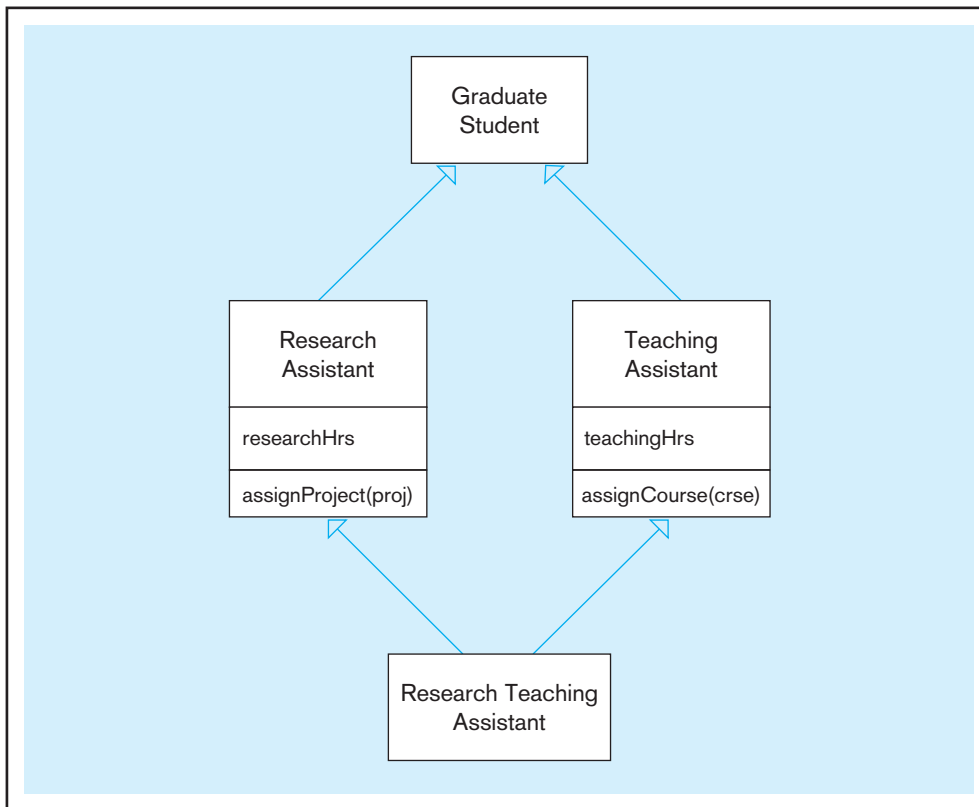 Graduate
Student
Research
Assistant
researchHrs
assignProject(proj)
Teaching
Assistant
teachingHrs
assignCourse(crse)
Research Teaching
Assistant